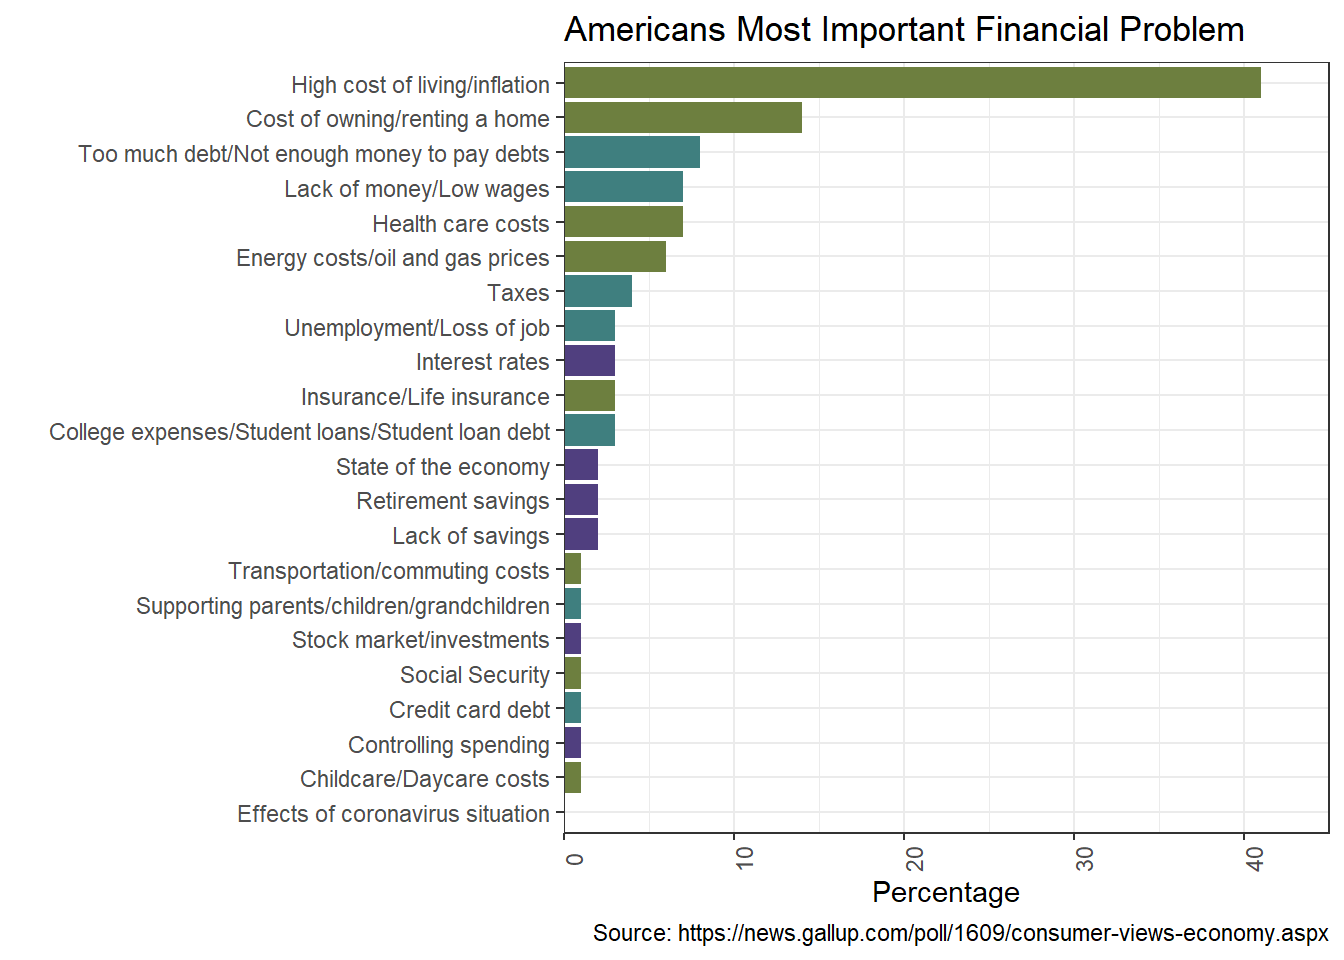 Americans Most Important Financial Problem
High cost of living/inflation
Cost of owning/renting a home
Too much debt/Not enough money to pay debts
Lack of money/Low wages
Health care costs
Energy costs/oil and gas prices
Taxes
Unemployment/Loss of job
Interest rates
Insurance/Life insurance
College expenses/Student loans/Student loan debt
State of the economy
Retirement savings
Lack of savings
Transportation/commuting costs
Supporting parents/children/grandchildren
Stock market/investments
Social Security
Credit card debt
Controlling spending
Childcare/Daycare costs
Effects of coronavirus situation
0 10 20 30 40
Percentage
Source: https://news.gallup.com/poll/1609/consumer-views-economy.aspx